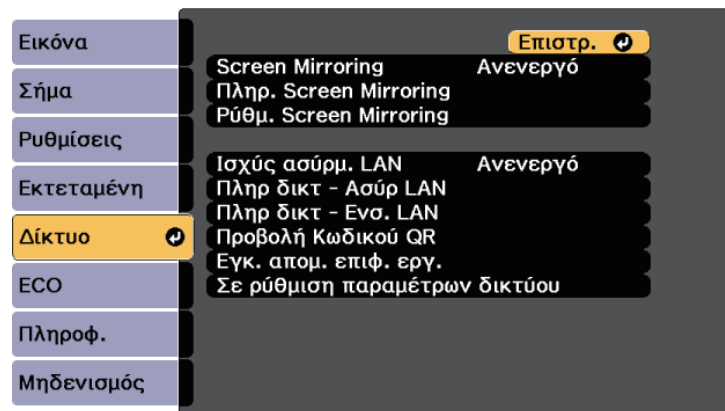 Εικόνα
Σήμα
Ρυθμίσεις
Εκτεταμένη
Δίκτυο
ECO
Πληροφ.
Μηδενισμός
Επιστρ.
Screen Mirroring Ανενεργό
Πληρ. Screen Mirroring
Ρύθμ. Screen Mirroring
Ισχύς ασύρμ. LAN Ανενεργό
Πληρ δικτ - Ασύρ LAN
Πληρ δικτ - Ενσ. LAN
Προβολή Κωδικού QR
Εγκ. απομ. επιφ. εργ.
Σε ρύθμιση παραμέτρων δικτύου